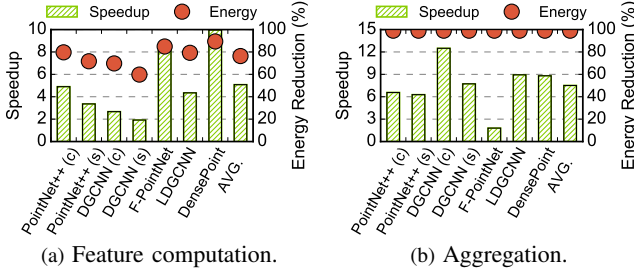 Speedup Energy
10
8
6
4
2
0
Speedup
100
80
60
40
20
0
Energy Reduction (%)
PointNet++ (c)
PointNet++ (s)
DGCNN (c)
DGCNN (s)
F-PointNet
LDGCNN
DensePoint
AVG.
(a) Feature computation.
Speedup Energy
15
12
9
6
3
0
Speedup
100
80
60
40
20
0
Energy Reduction (%)
PointNet++ (c)
PointNet++ (s)
DGCNN (c)
DGCNN (s)
F-PointNet
LDGCNN
DensePoint
AVG.
(b) Aggregation.